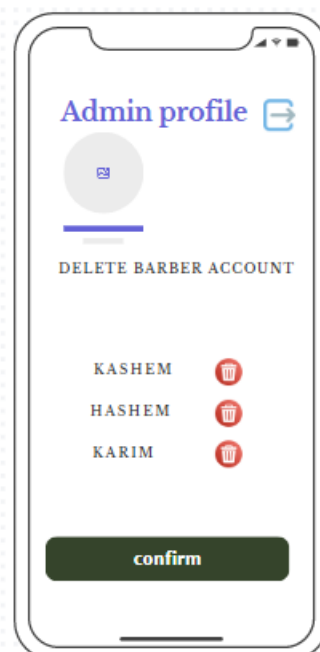 Admin profile
DELETE BARBER ACCOUNT
KASHEM
HASHEM
KARIM
confirm